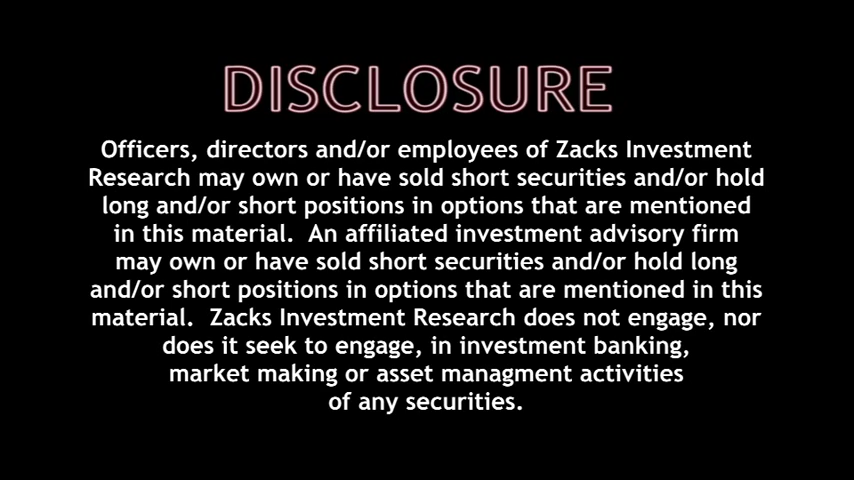 DISCLOSURE
Officers, directors and/or employees of Zacks Investment
Research may own or have sold short securities and/or hold
long and/or short positions in options that are mentioned
in this material.  An affiliated investment advisory firm
may own or have sold short securities and/or hold long
and/or short positions in options that are mentioned in this
material.  Zacks Investment Research does not engage, nor
does it seek to engage, in investment banking,
market making or asset managment activities
of any securities.